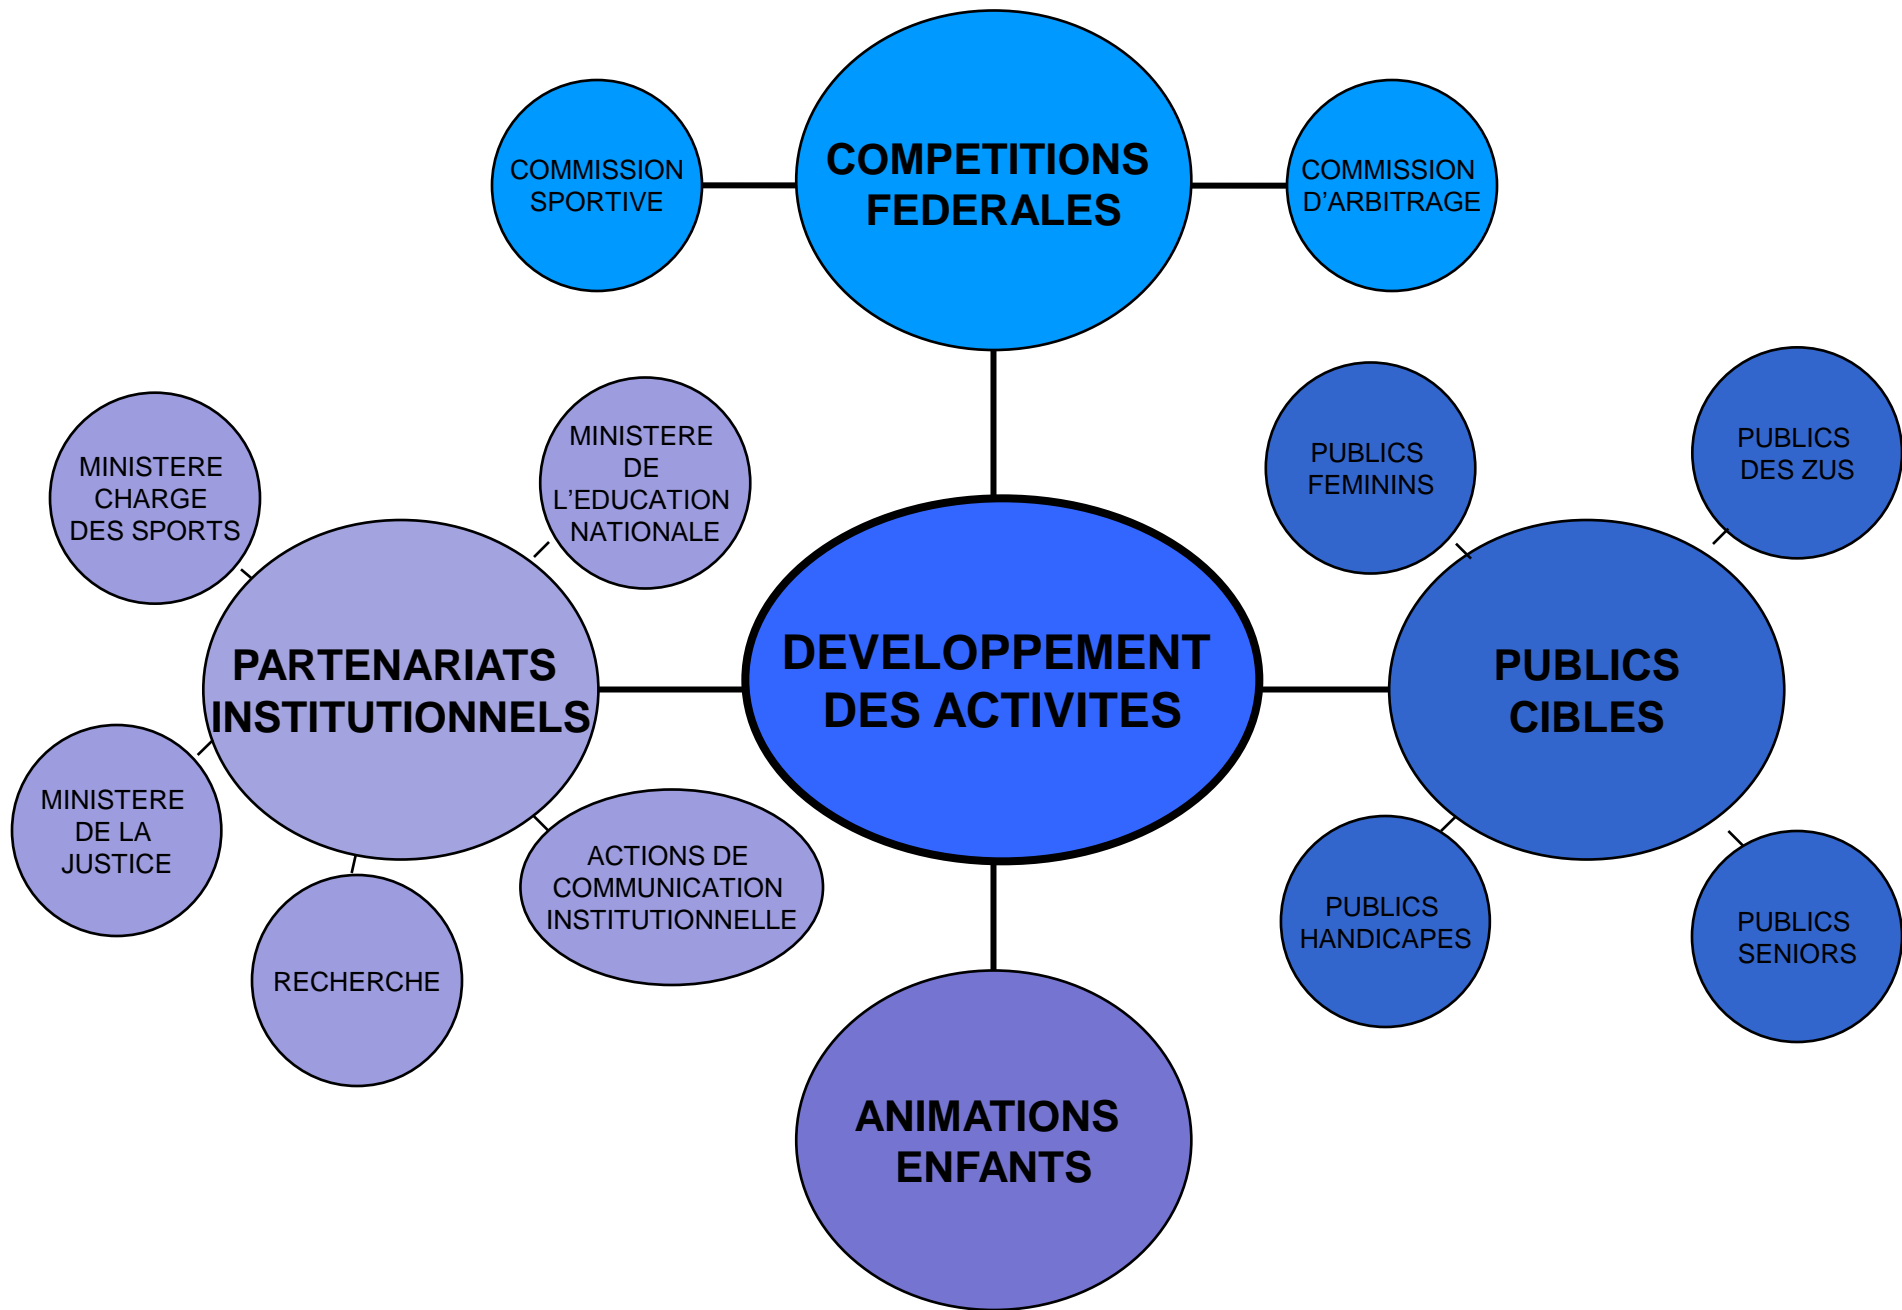 COMPETITIONS
FEDERALES
COMMISSION
SPORTIVE
COMMISSION
D'ARBITRAGE
MINISTERE
CHARGE
DES SPORTS
MINISTERE
DE
L’EDUCATION
NATIONALE
PUBLICS
FEMININS
PUBLICS
DES ZUS
PARTENARIATS
INSTITUTIONNELS
DEVELOPPEMENT
DES ACTIVITES
PUBLICS
CIBLES
MINISTERE
DE LA
JUSTICE
RECHERCHE
ACTIONS DE
COMMUNICATION
INSTITUTIONNELLE
PUBLICS
HANDICAPES
PUBLICS
SENIORS
ANIMATIONS
ENFANTS